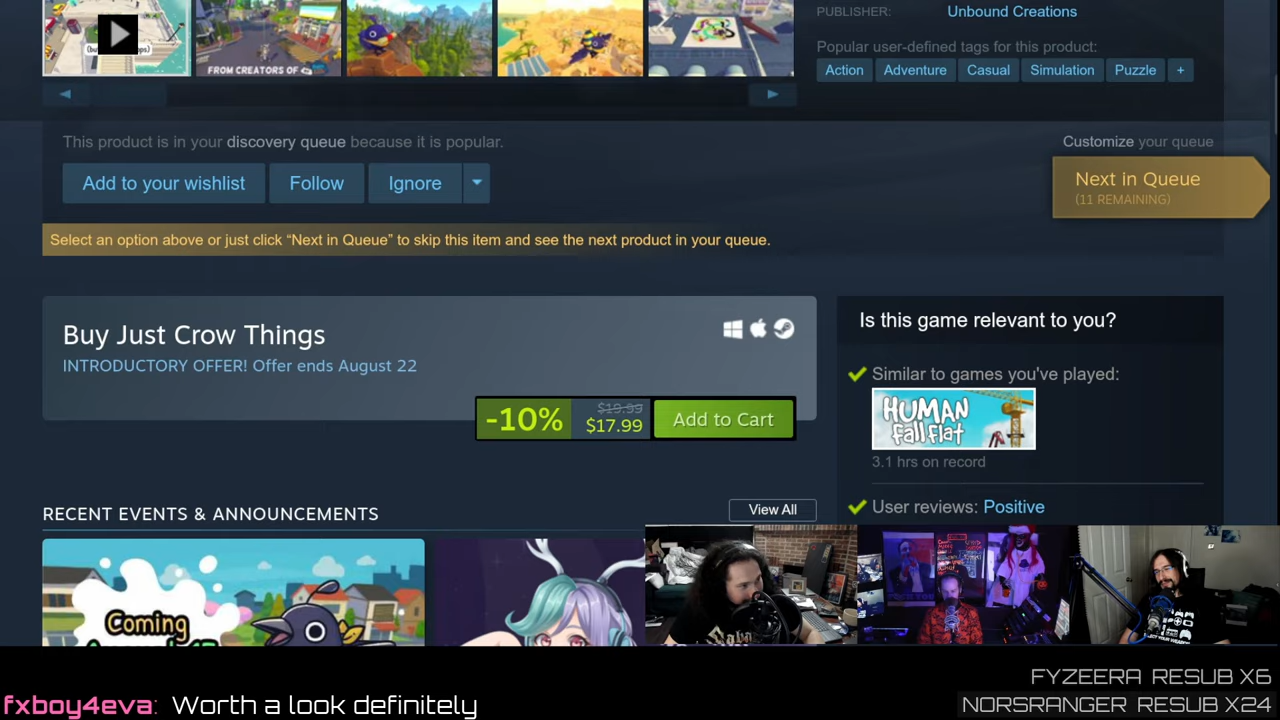 (bu
ps)
FROM CREATORS OF
PUBLISHER:
Unbound Creations
Popular user-defined tags for this product:
Action
Adventure
Casual
Simulation
Puzzle
+
This product is in your discovery queue because it is popular.
Customize your queue
Add to your wishlist
Follow
Ignore
Next in Queue
(11 REMAINING)
Select an option above or just click “Next in Queue” to skip this item and see the next product in your queue.
Buy Just Crow Things
INTRODUCTORY OFFER! Offer ends August 22
-10%
$19.99
$17.99
Add to Cart
Is this game relevant to you?
Similar to games you've played:
HUMAN
fall flat
3.1 hrs on record
User reviews: Positive
RECENT EVENTS & ANNOUNCEMENTS
View All
Coming
FYZEERA RESUB X6
NORSRANGER RESUB X24
fxboy4eva: Worth a look definitely